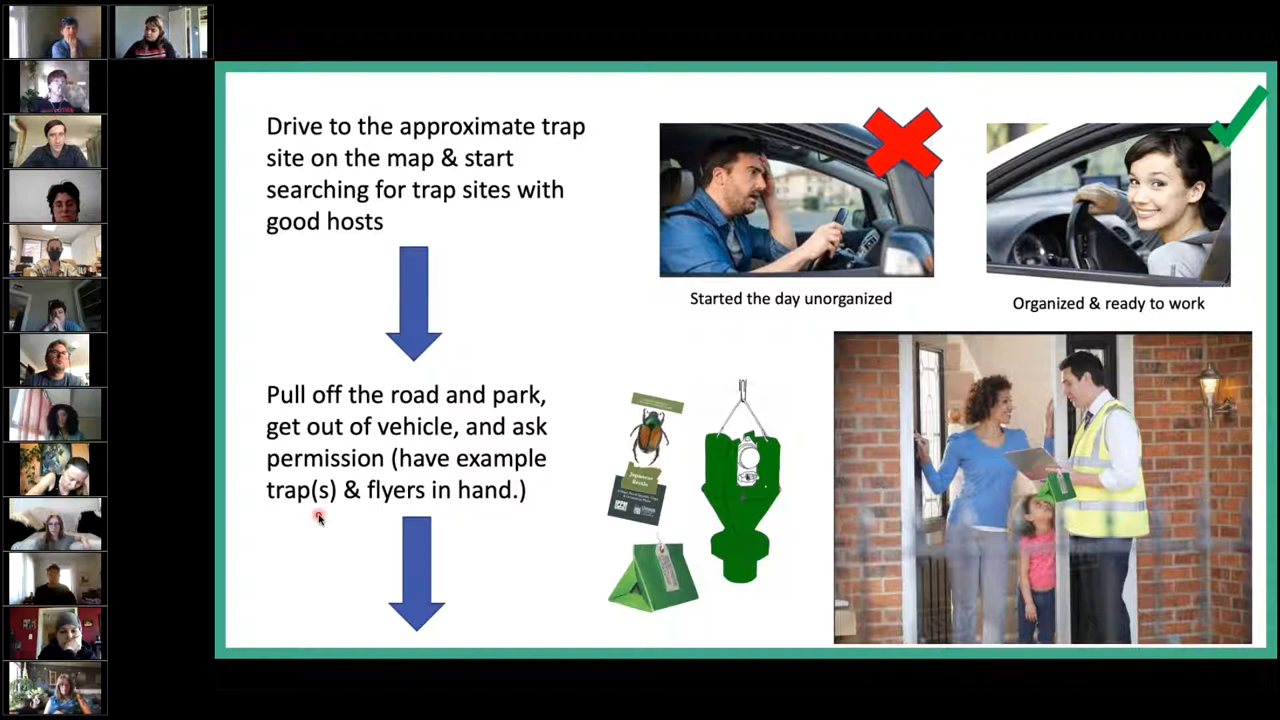 Drive to the approximate trap
site on the map & start
searching for trap sites with
good hosts
Started the day unorganized
Organized & ready to work
Pull off the road and park,
get out of vehicle, and ask
permission (have example
trap(s) & flyers in hand.)
Japanese
Beetle